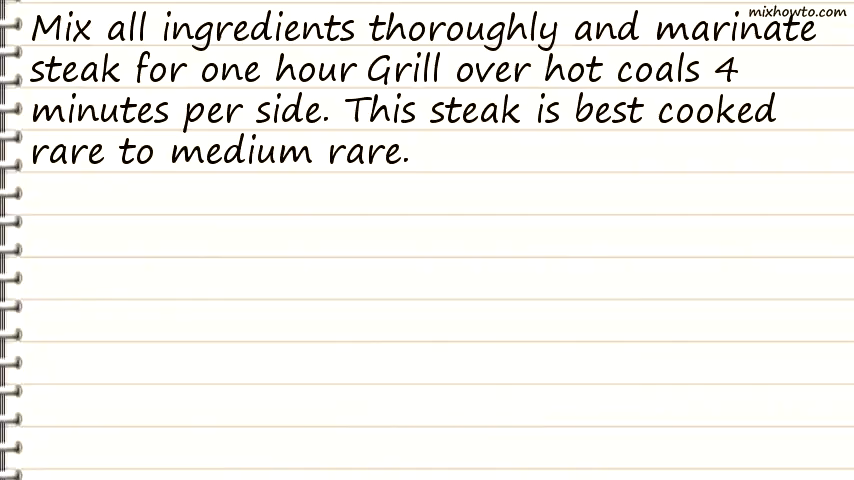 mixhowto.com
Mix all ingredients thoroughly and marinate
steak for one hour Grill over hot coals 4
minutes per side. This steak is best cooked
rare to medium rare.